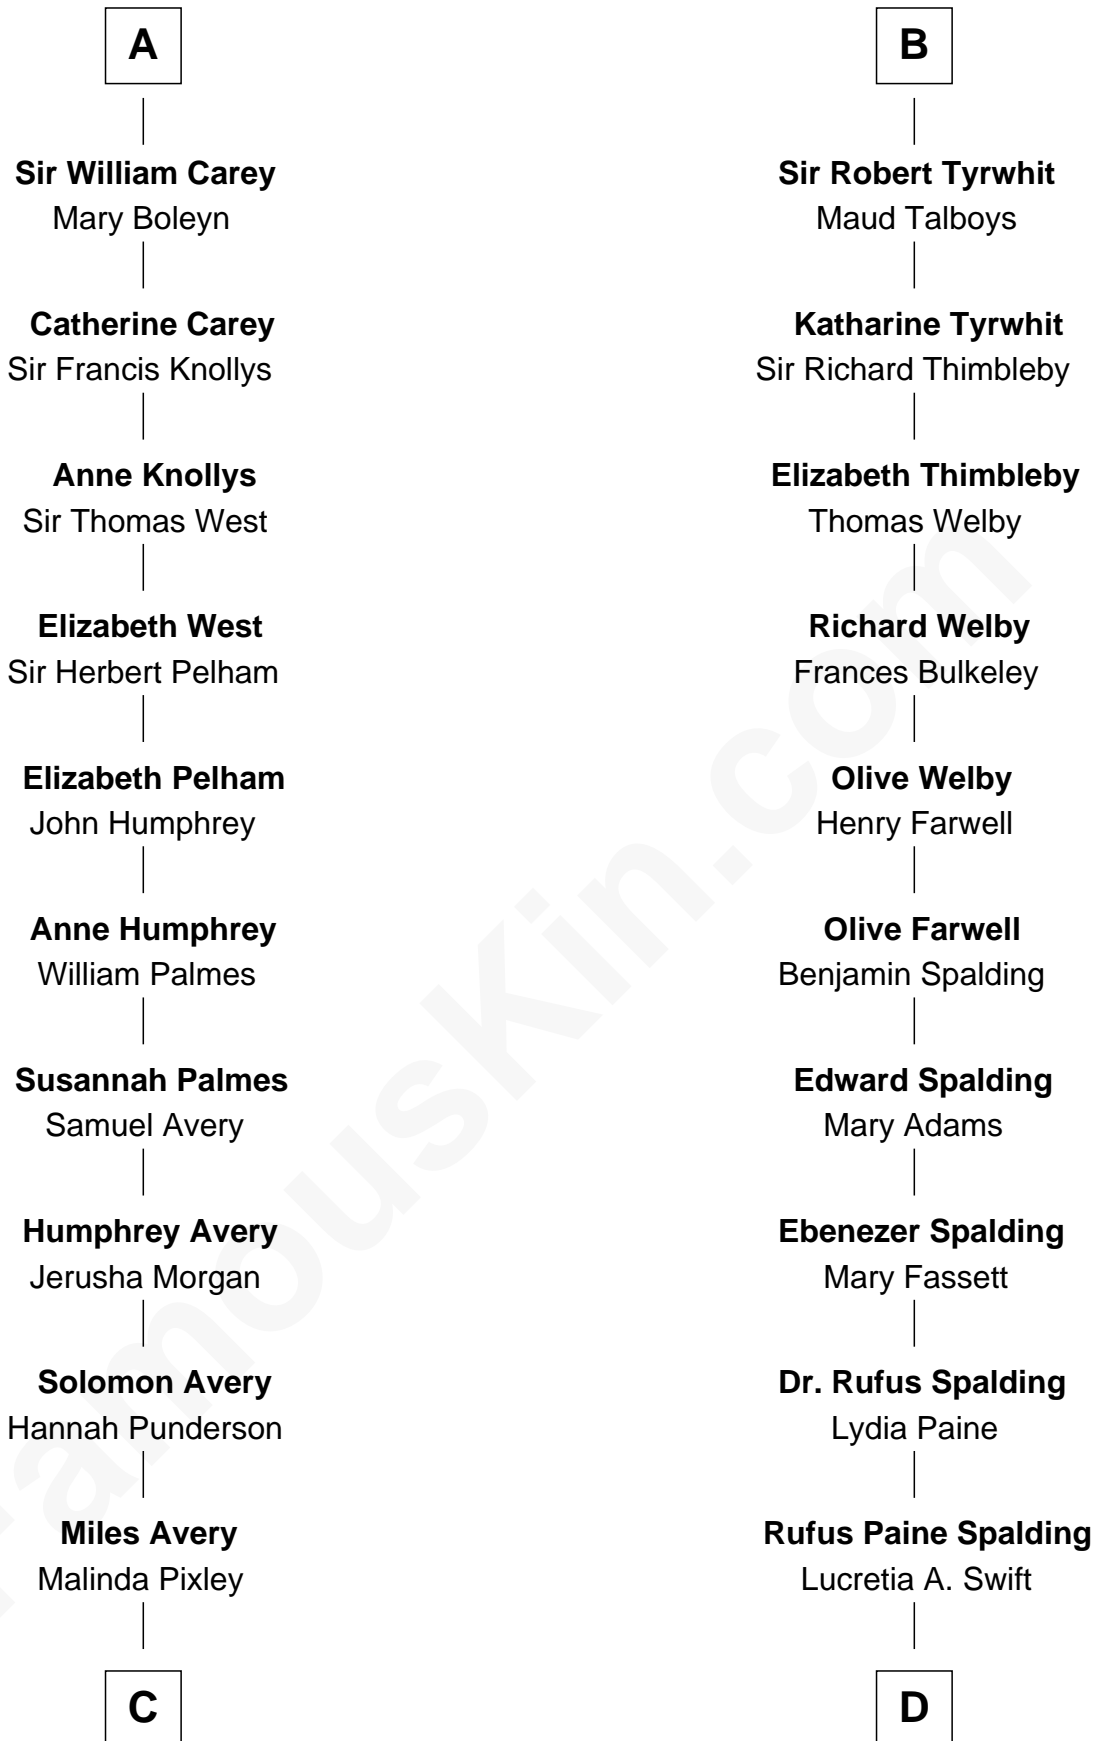 A
Sir William Carey
Mary Boleyn
Catherine Carey
Sir Francis Knollys
Anne Knollys
Sir Thomas West
Elizabeth West
Sir Herbert Pelham
Elizabeth Pelham
John Humphrey
Anne Humphrey
William Palmes
Susannah Palmes
Samuel Avery
Humphrey Avery
Jerusha Morgan
Solomon Avery
Hannah Punderson
Miles Avery
Malinda Pixley
C
B
Sir Robert Tyrwhit
Maud Talboys
Katharine Tyrwhit
Sir Richard Thimbleby
Elizabeth Thimbleby
Thomas Welby
Richard Welby
Frances Bulkeley
Olive Welby
Henry Farwell
Olive Farwell
Benjamin Spalding
Edward Spalding
Mary Adams
Ebenezer Spalding
Mary Fassett
Dr. Rufus Spalding
Lydia Paine
Rufus Paine Spalding
Lucretia A. Swift
D
FamousKin.com